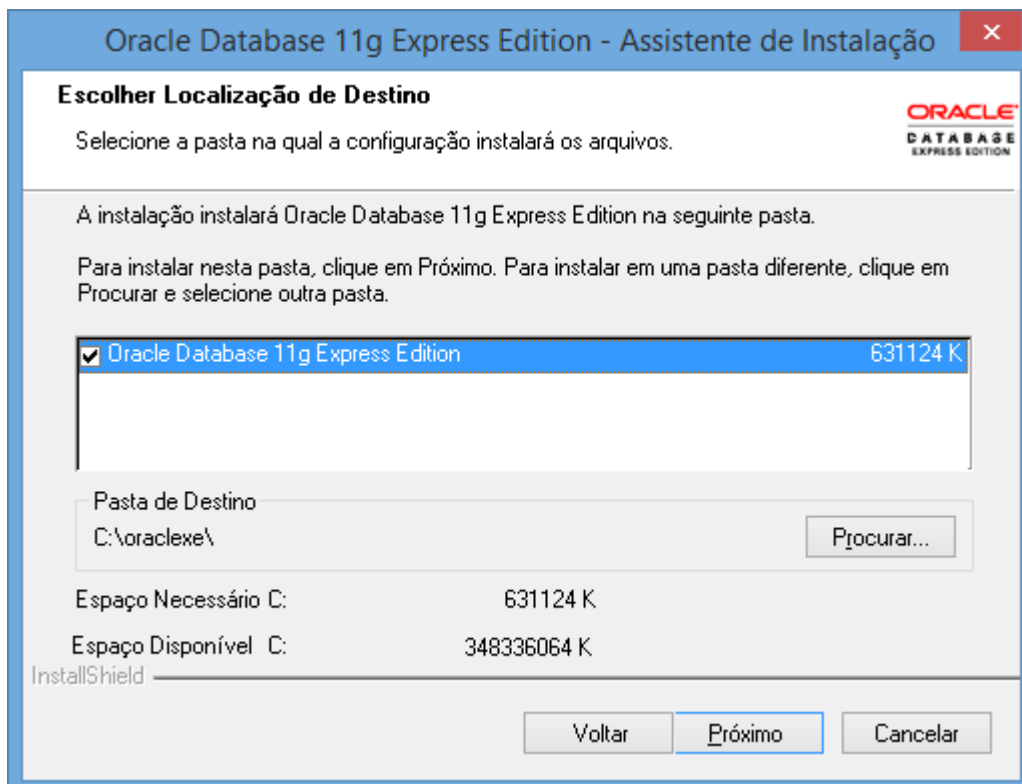 Oracle Database 11g Express Edition - Assistente de Instalação
Escolher Localização de Destino
Selecione a pasta na qual a configuração instalará os arquivos.
ORACLE
DATABASE
EXPRESS EDITION
A instalação instalará Oracle Database 11g Express Edition na seguinte pasta.
Para instalar nesta pasta, clique em Próximo. Para instalar em uma pasta diferente, clique em
Procurar e selecione outra pasta.
Oracle Database 11g Express Edition 631124 K
Pasta de Destino
C:\oraclexe\
Procurar...
Espaço Necessário C: 631124 K
Espaço Disponível C: 348336064 K
InstallShield
Voltar Próximo Cancelar